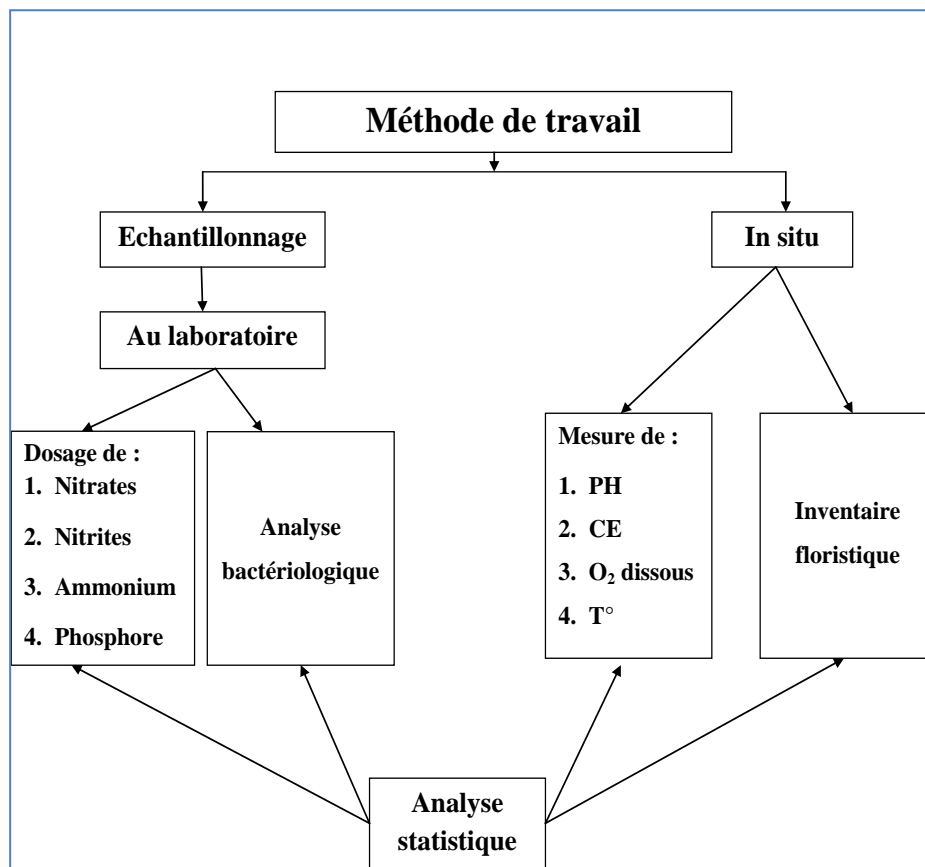 Méthode de travail
Echantillonnage
In situ
Au laboratoire
Dosage de :
1. Nitrates
2. Nitrites
3. Ammonium
4. Phosphore
Analyse
bactériologique
Mesure de :
1. PH
2. CE
3. O₂ dissous
4. T°
Inventaire
floristique
Analyse
statistique